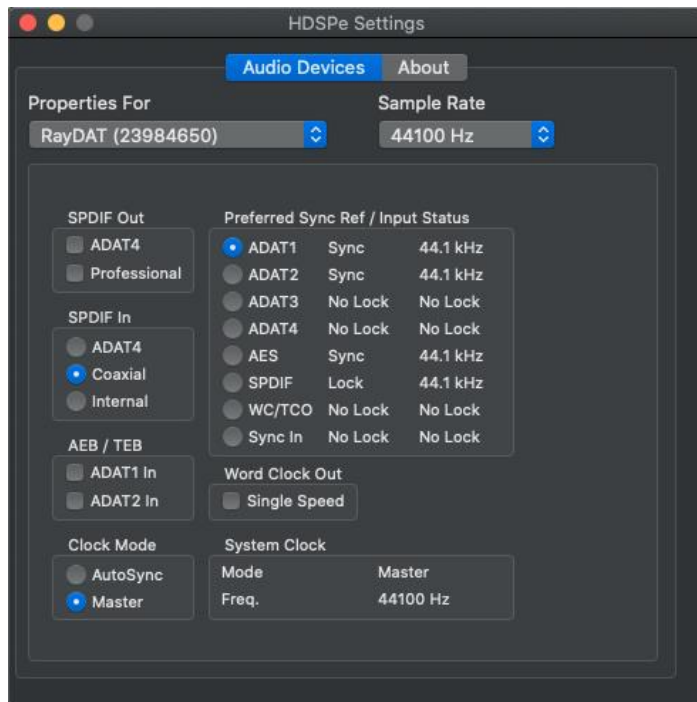 HDSPe Settings
Audio Devices About
Properties For Sample Rate
RayDAT (23984650) 44100 Hz
SPDIF Out
ADAT4
Professional
SPDIF In
ADAT4
Coaxial
Internal
AEB / TEB
ADAT1 In
ADAT2 In
Clock Mode
AutoSync
Master
Preferred Sync Ref / Input Status
ADAT1 Sync 44.1 kHz
ADAT2 Sync 44.1 kHz
ADAT3 No Lock No Lock
ADAT4 No Lock No Lock
AES Sync 44.1 kHz
SPDIF Lock 44.1 kHz
WC/TCO No Lock No Lock
Sync In No Lock No Lock
Word Clock Out
Single Speed
System Clock
Mode Master
Freq. 44100 Hz